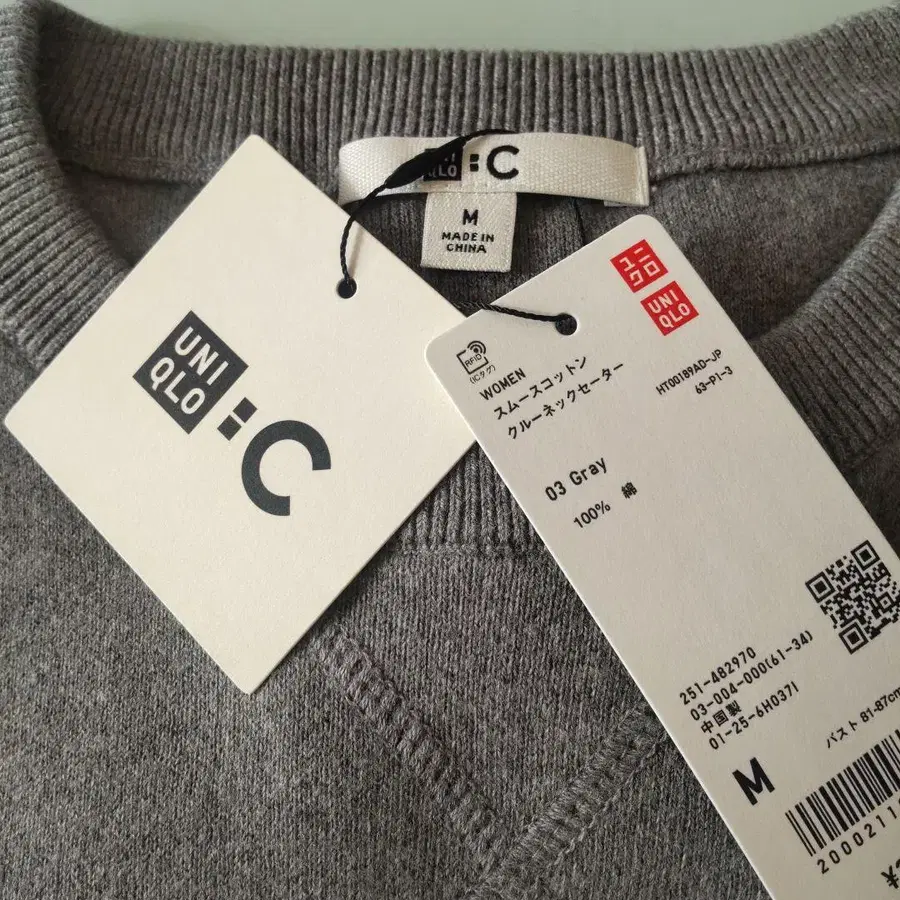 :C
QLO
M
MADE IN
CHINA
UNI
QLO
:C
ユニ
クロ
UNI
QLO
RFID
(ICタグ)
WOMEN
スムースコットン
クルーネックセーター
HT00189AD-JP
63-P1-3
03 Gray
100% 綿
251-482970
03-004-000(61-34)
中国製
01-25-6H0371
M
バスト 81-87cm